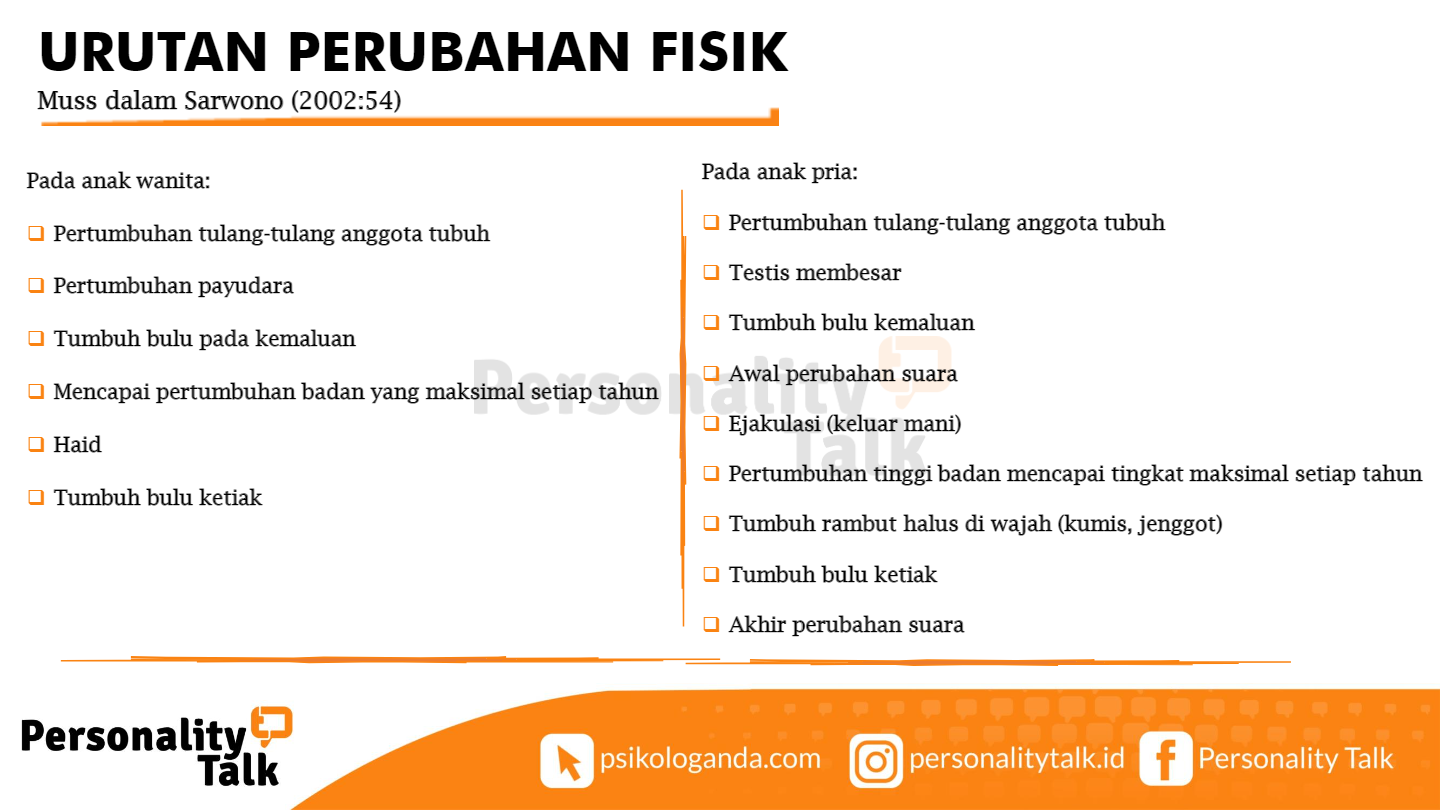 URUTAN PERUBAHAN FISIK
Muss dalam Sarwono (2002:54)
Pada anak wanita:
Pertumbuhan tulang-tulang anggota tubuh
Pertumbuhan payudara
Tumbuh bulu pada kemaluan
Mencapai pertumbuhan badan yang maksimal setiap tahun
Haid
Tumbuh bulu ketiak
Pada anak pria:
Pertumbuhan tulang-tulang anggota tubuh
Testis membesar
Tumbuh bulu kemaluan
Awal perubahan suara
Ejakulasi (keluar mani)
Pertumbuhan tinggi badan mencapai tingkat maksimal setiap tahun
Tumbuh rambut halus di wajah (kumis, jenggot)
Tumbuh bulu ketiak
Akhir perubahan suara
Personality
Talk
Personality
Talk
psikologanda.com
personalitytalk.id
Personality Talk